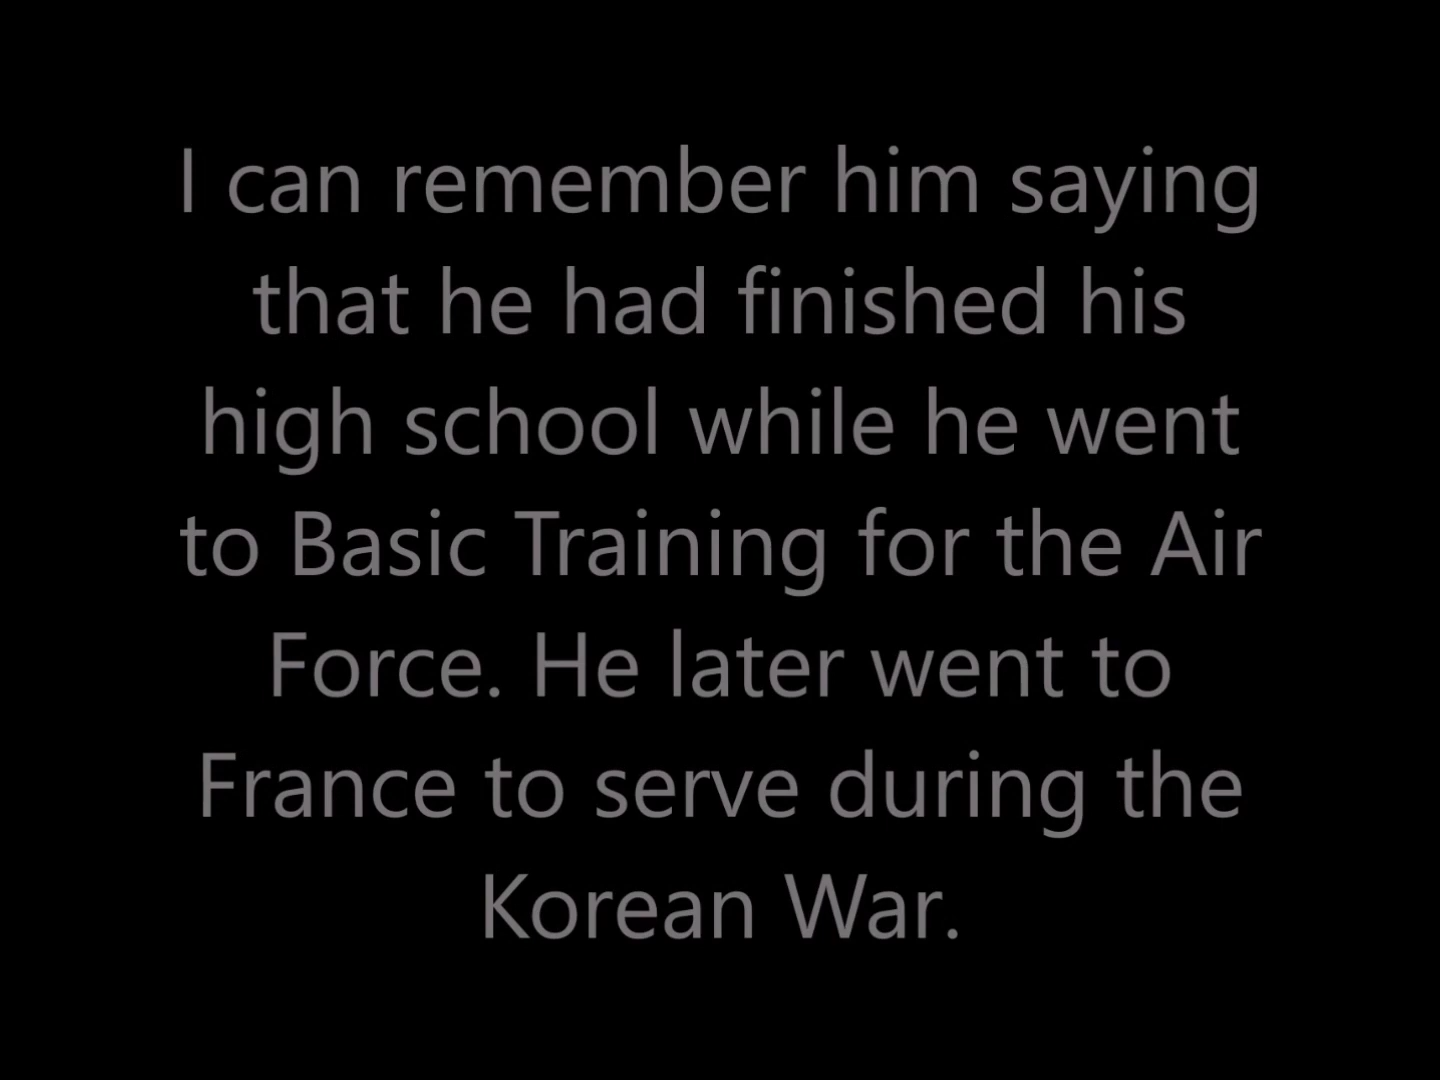 I can remember him saying
that he had finished his
high school while he went
to Basic Training for the Air
Force. He later went to
France to serve during the
Korean War.